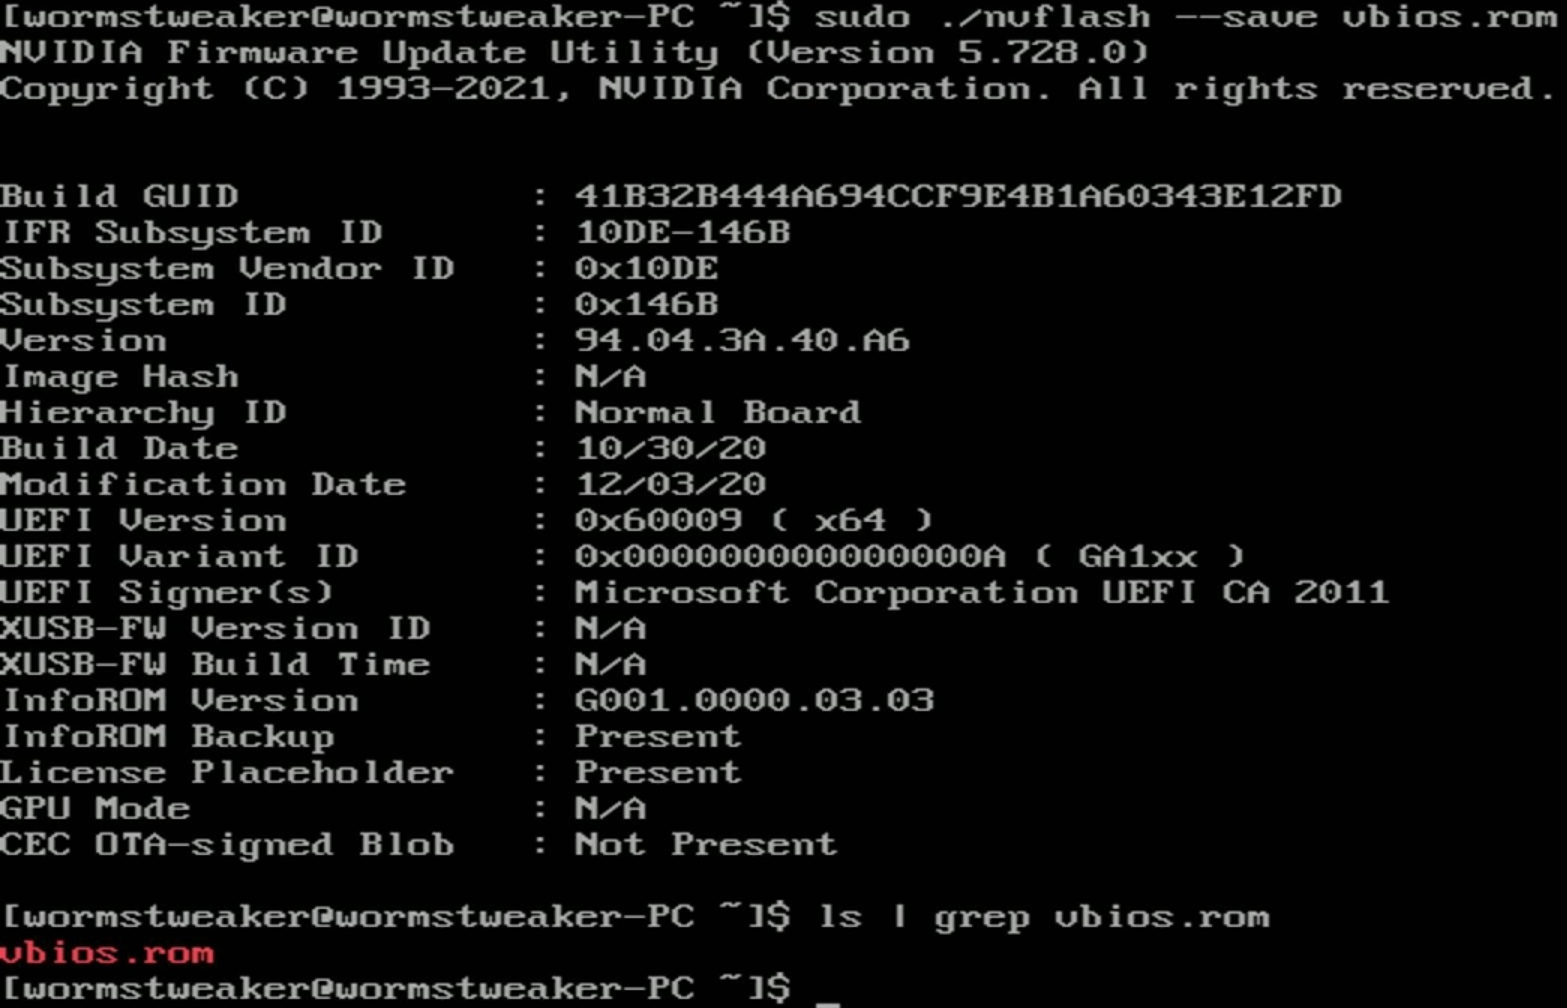 [wormstweaker@wormstweaker-PC ~]$ sudo ./nvflash --save vbios.rom
NVIDIA Firmware Update Utility (Version 5.728.0)
Copyright (C) 1993-2021, NVIDIA Corporation. All rights reserved.
Build GUID : 41B32B444A694CCF9E4B1A60343E12FD
IFR Subsystem ID : 10DE-146B
Subsystem Vendor ID : 0x10DE
Subsystem ID : 0x146B
Version : 94.04.3A.40.A6
Image Hash : N/A
Hierarchy ID : Normal Board
Build Date : 10/30/20
Modification Date : 12/03/20
UEFI Version : 0x60009 ( x64 )
UEFI Variant ID : 0x000000000000000A ( GA1xx )
UEFI Signer(s) : Microsoft Corporation UEFI CA 2011
XUSB-FW Version ID : N/A
XUSB-FW Build Time : N/A
InfoROM Version : G001.0000.03.03
InfoROM Backup : Present
License Placeholder : Present
GPU Mode : N/A
CEC OTA-signed Blob : Not Present
[wormstweaker@wormstweaker-PC ~]$ ls | grep vbios.rom
vbios.rom
[wormstweaker@wormstweaker-PC ~]$ _